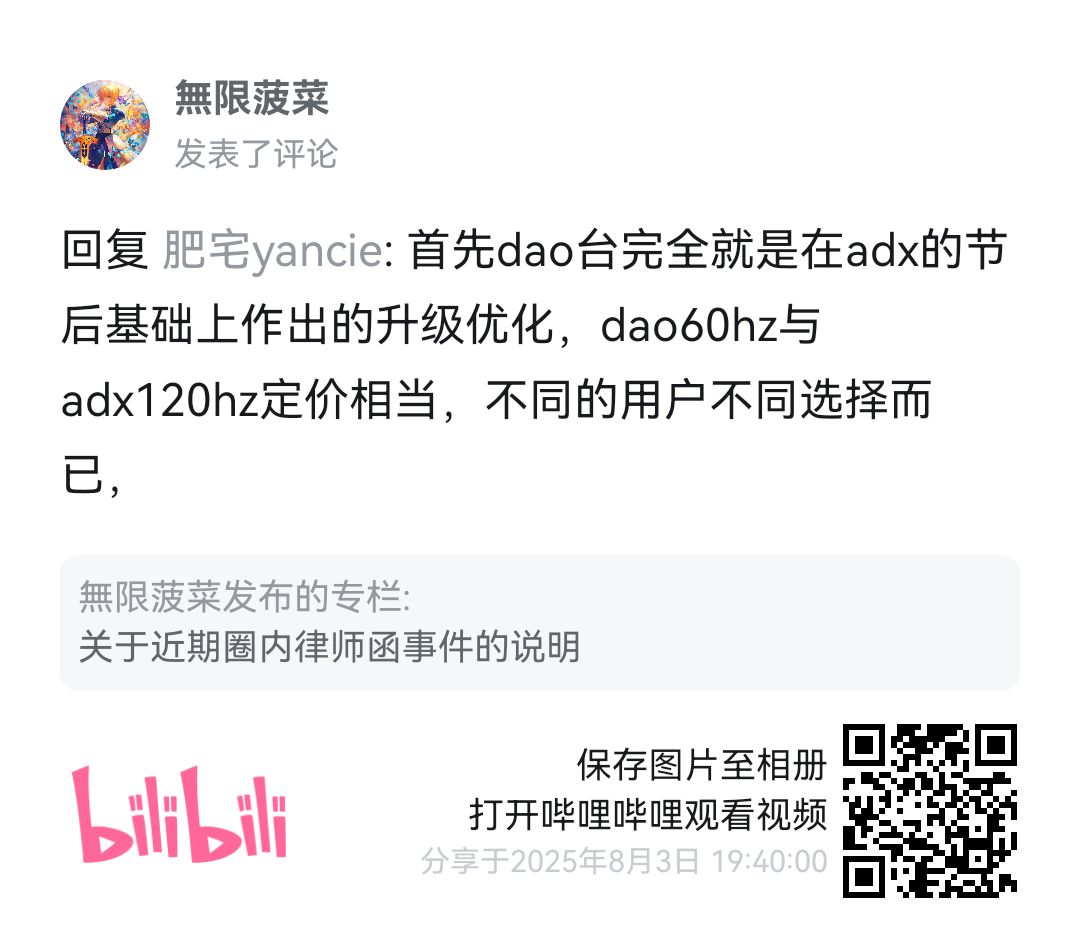 無限菠菜
发表了评论
回复 肥宅yancie: 首先dao台完全就是在adx的节
后基础上作出的升级优化，dao60hz与
adx120hz定价相当，不同的用户不同选择而
已，
無限菠菜发布的专栏:
关于近期圈内律师函事件的说明
bilibili
保存图片至相册
打开哔哩哔哩观看视频
分享于2025年8月3日 19:40:00